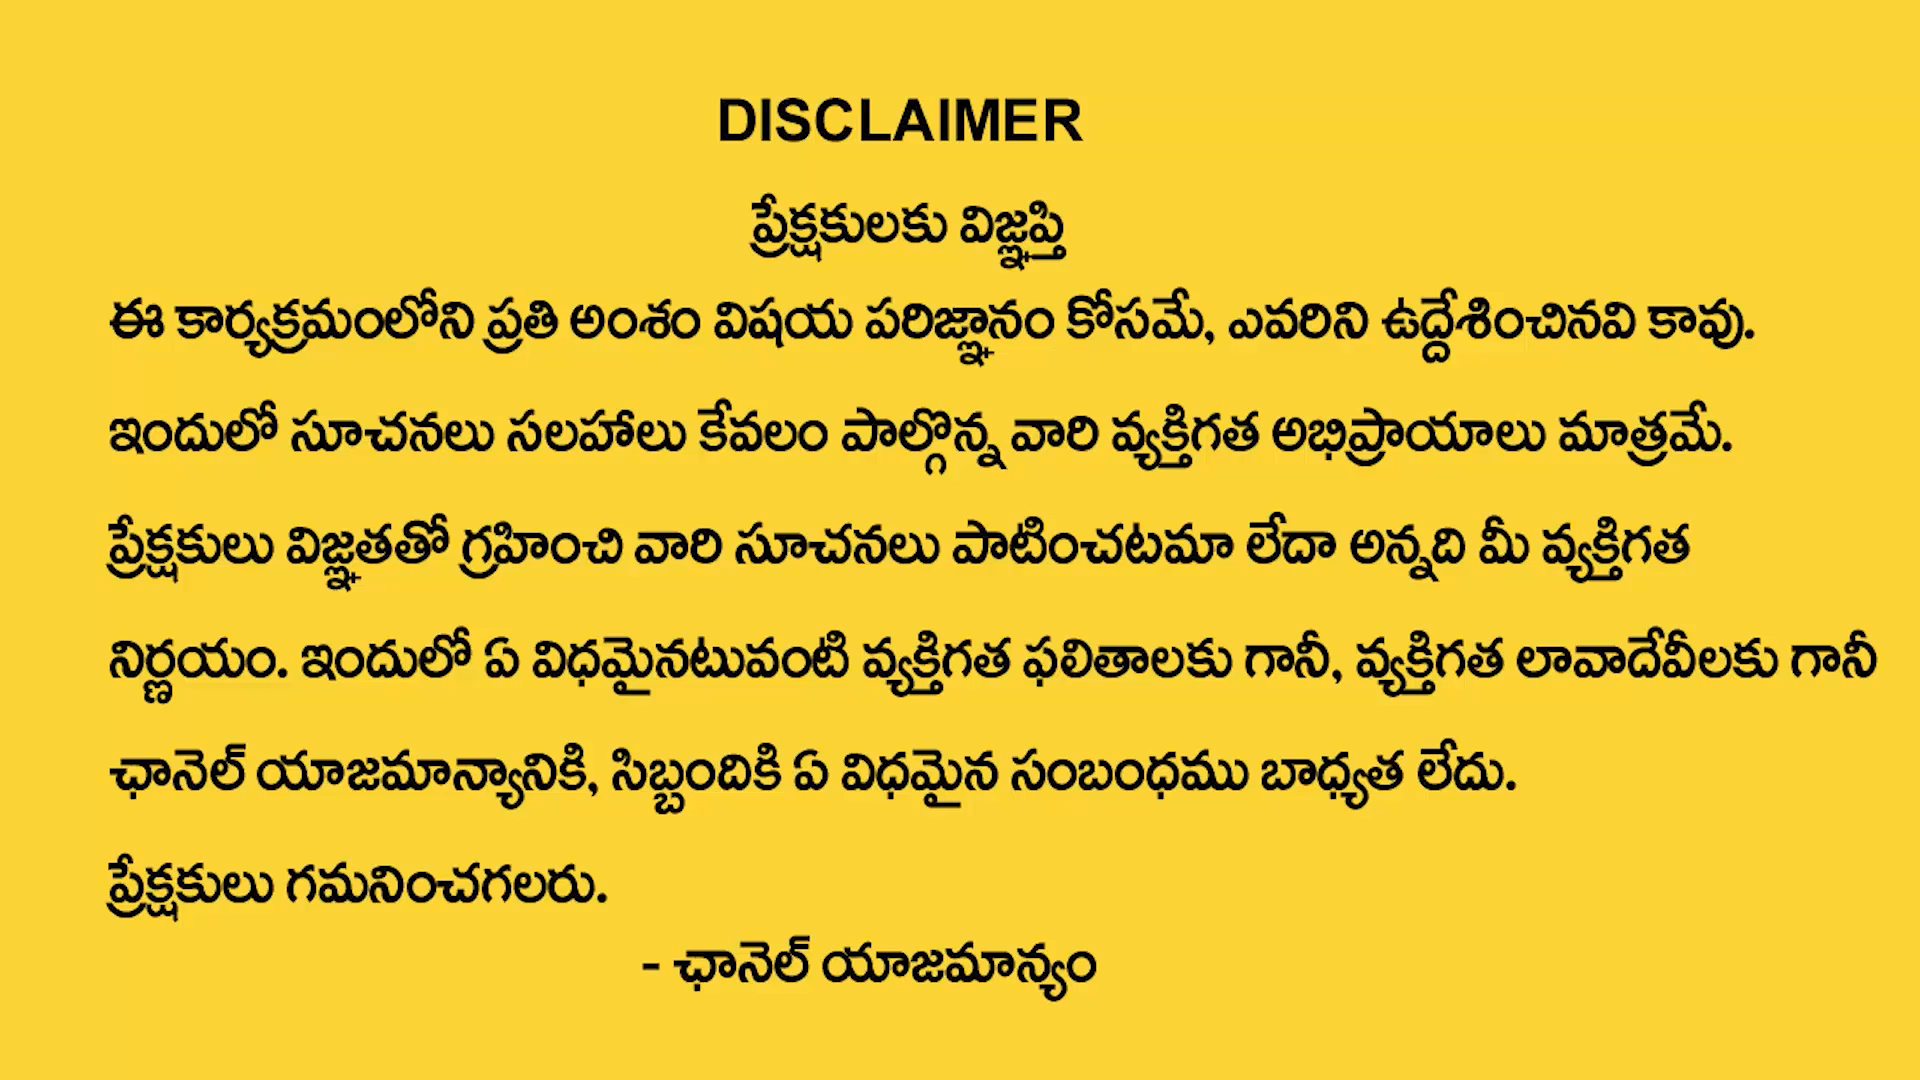 DISCLAIMER
ప్రేక్షకులకు విజ్ఞప్తి
ఈ కార్యక్రమంలోని ప్రతి అంశం విషయ పరిజ్ఞానం కోసమే, ఎవరిని ఉద్దేశించినవి కావు.
ఇందులో సూచనలు సలహాలు కేవలం పాల్గొన్న వారి వ్యక్తిగత అభిప్రాయాలు మాత్రమే.
ప్రేక్షకులు విజ్ఞతతో గ్రహించి వారి సూచనలు పాటించటమా లేదా అన్నది మీ వ్యక్తిగత
నిర్ణయం. ఇందులో ఏ విధమైనటువంటి వ్యక్తిగత ఫలితాలకు గానీ, వ్యక్తిగత లావాదేవీలకు గానీ
ఛానెల్ యాజమాన్యానికి, సిబ్బందికి ఏ విధమైన సంబంధము బాధ్యత లేదు.
ప్రేక్షకులు గమనించగలరు.
- ఛానెల్ యాజమాన్యం